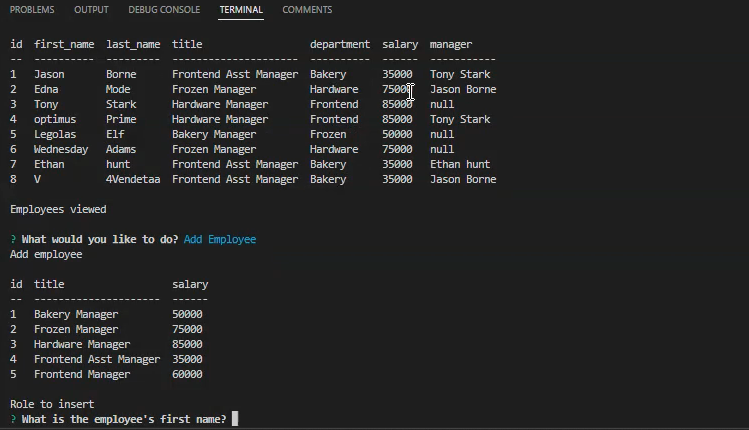 PROBLEMS OUTPUT DEBUG CONSOLE TERMINAL COMMENTS
id first_name last_name title department salary manager
-- ---------- --------- --------------------- ---------- ------ -----------
1 Jason Borne Frontend Asst Manager Bakery 35000 Tony Stark
2 Edna Mode Frozen Manager Hardware 75000 Jason Borne
3 Tony Stark Hardware Manager Frontend 85000 null
4 optimus Prime Hardware Manager Frontend 85000 Tony Stark
5 Legolas Elf Bakery Manager Frozen 50000 null
6 Wednesday Adams Frozen Manager Hardware 75000 null
7 Ethan hunt Frontend Asst Manager Bakery 35000 Ethan hunt
8 V 4Vendetaa Frontend Asst Manager Bakery 35000 Jason Borne
Employees viewed
? What would you like to do? Add Employee
Add employee
id title salary
-- --------------------- ------
1 Bakery Manager 50000
2 Frozen Manager 75000
3 Hardware Manager 85000
4 Frontend Asst Manager 35000
5 Frontend Manager 60000
Role to insert
? What is the employee's first name?